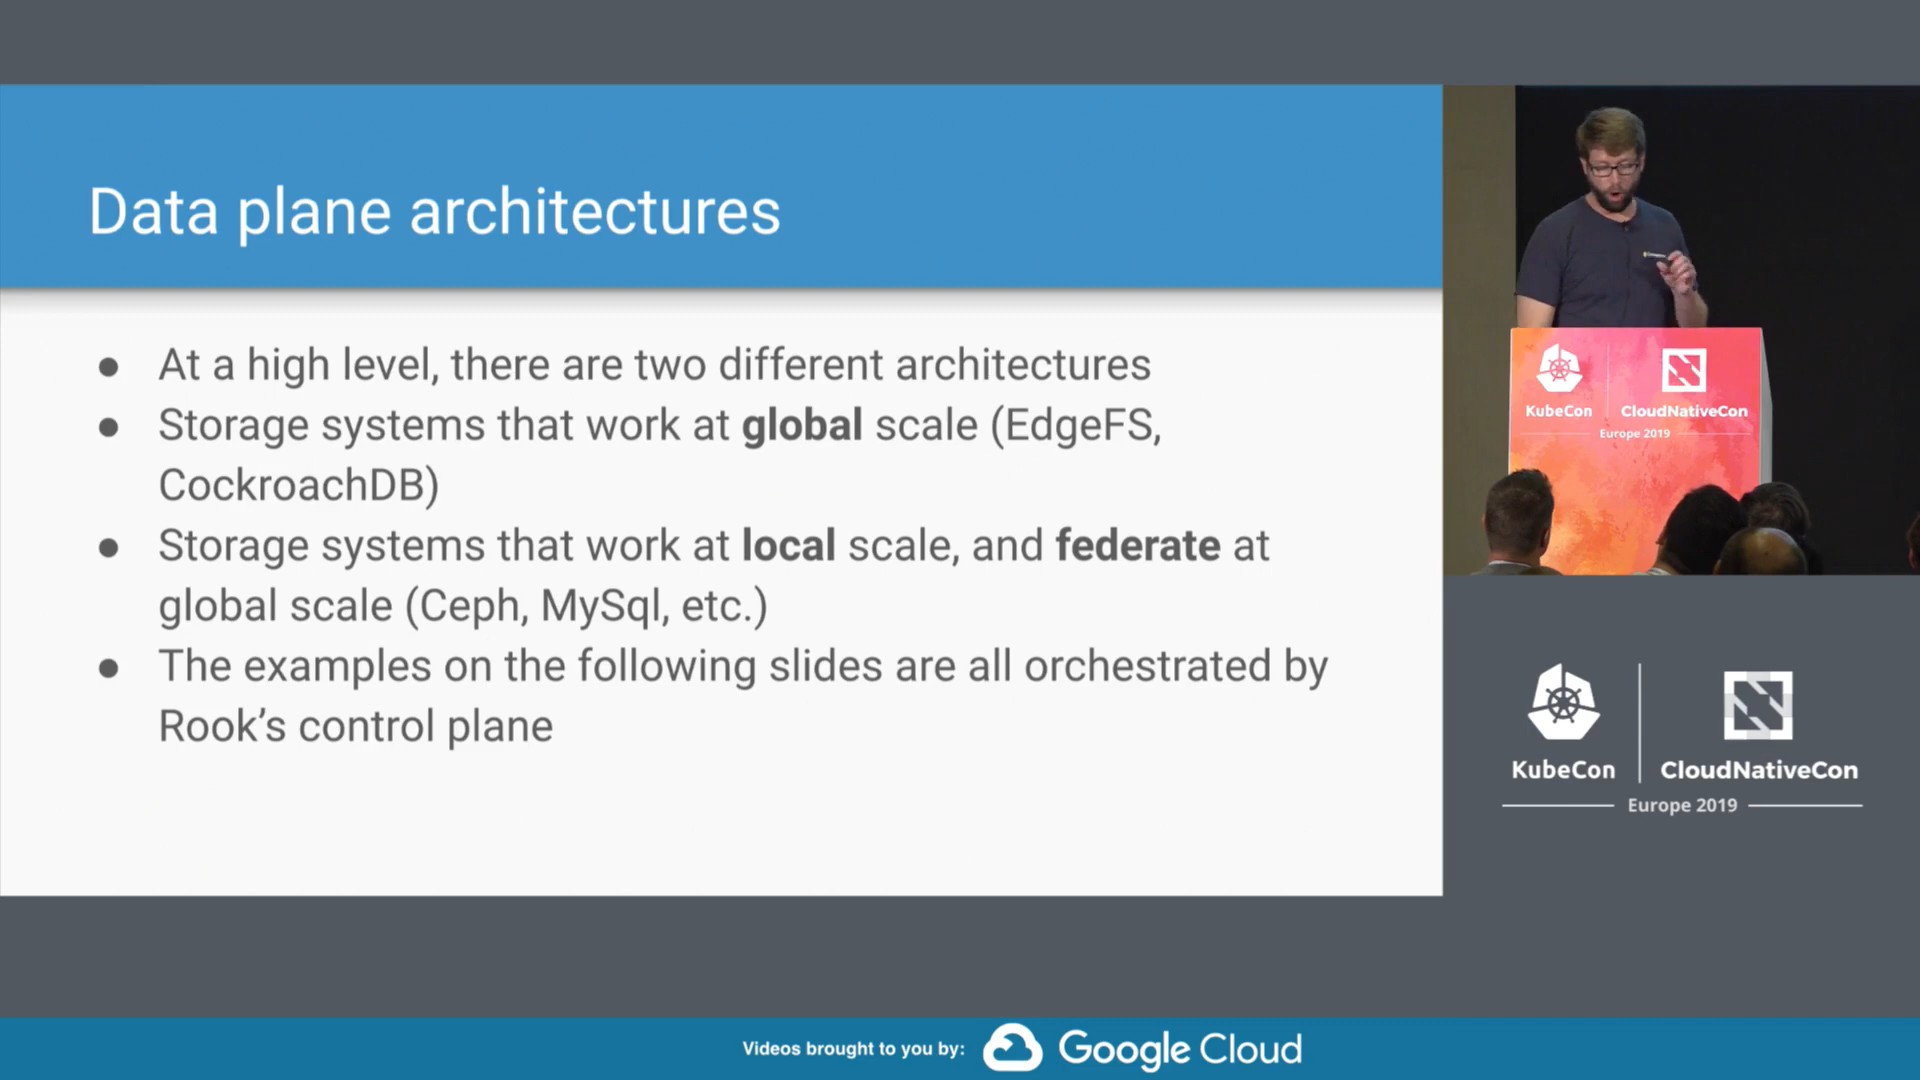 Data plane architectures
● At a high level, there are two different architectures
● Storage systems that work at global scale (EdgeFS,
CockroachDB)
● Storage systems that work at local scale, and federate at
global scale (Ceph, MySql, etc.)
● The examples on the following slides are all orchestrated by
Rook’s control plane
KubeCon
CloudNativeCon
Europe 2019
KubeCon
CloudNativeCon
Europe 2019
Videos brought to you by:
Google Cloud